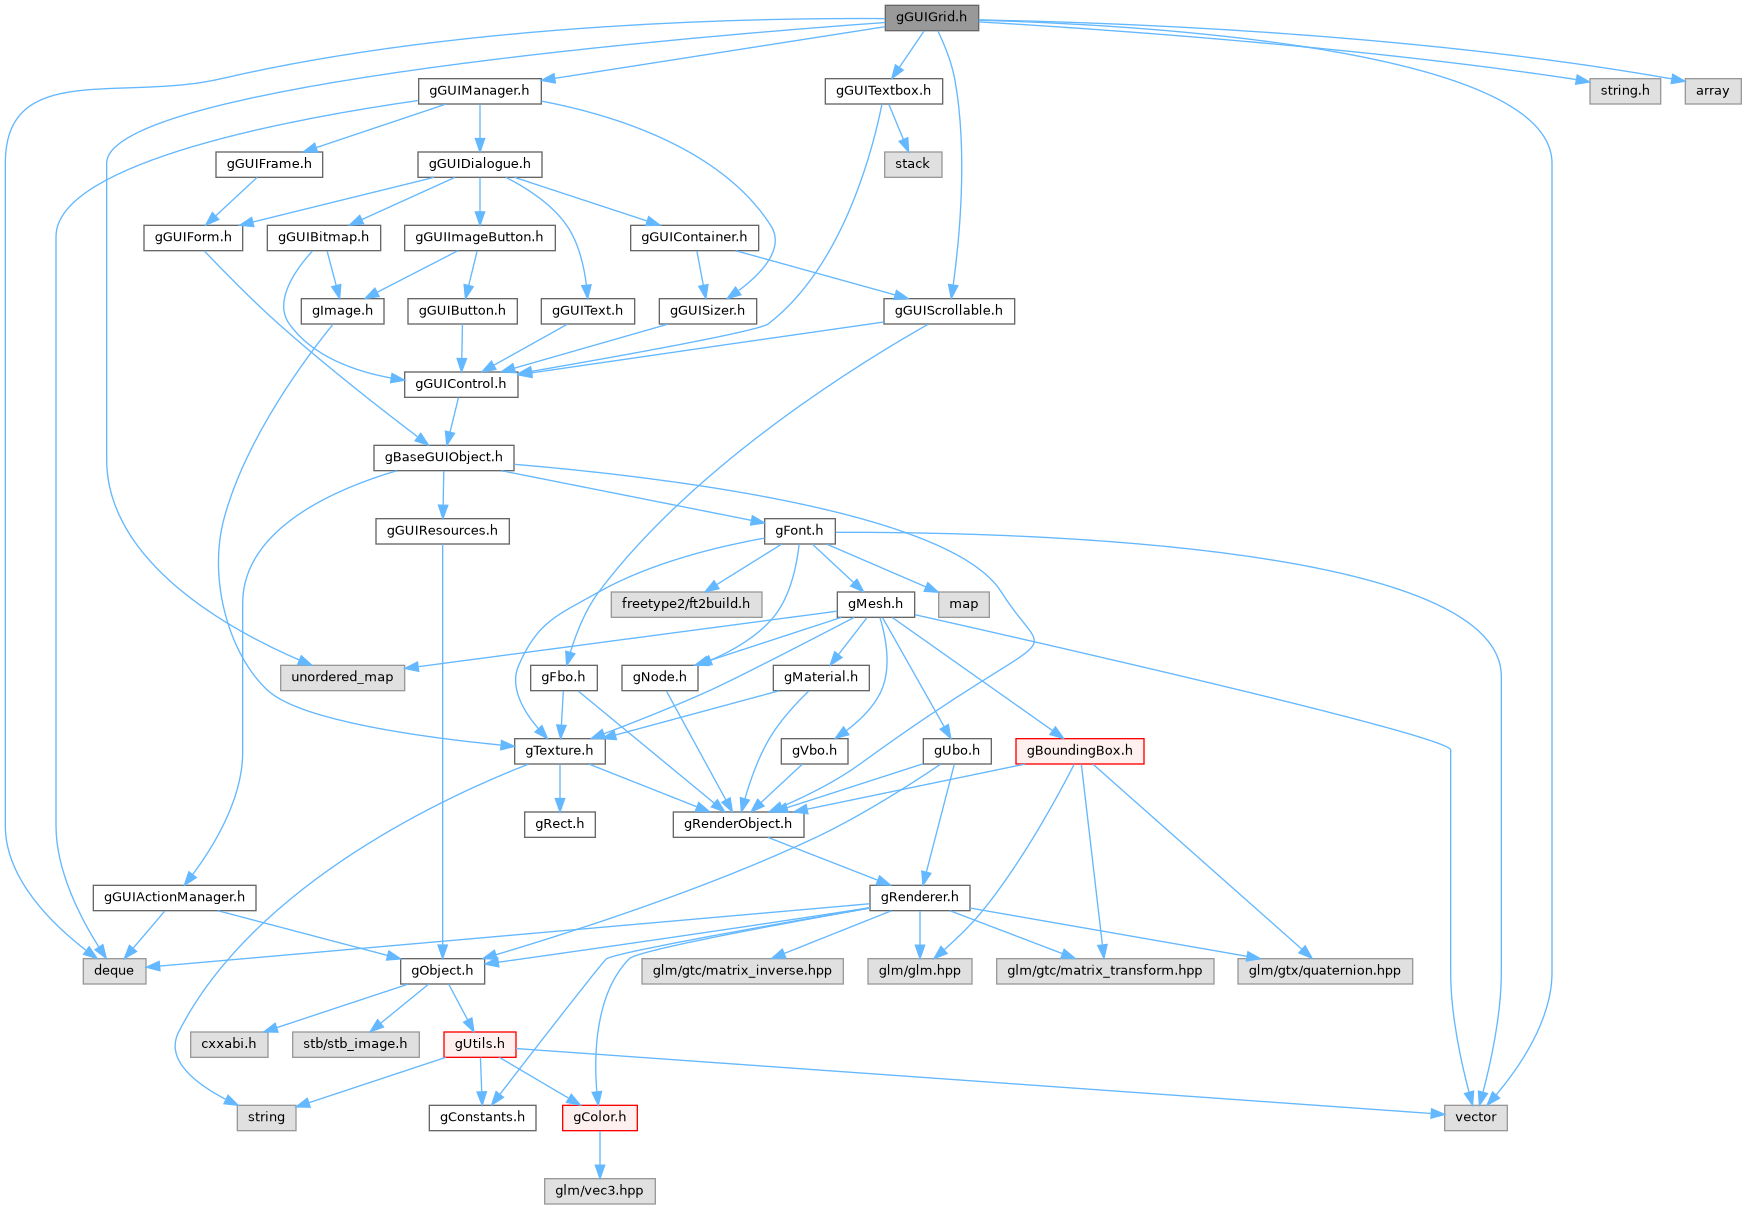 gGUIGrid.h
gGUIManager.h
gGUITextbox.h
string.h
array
gGUIFrame.h
gGUIDialogue.h
stack
gGUIForm.h
gGUIBitmap.h
gGUIImageButton.h
gGUIContainer.h
gImage.h
gGUIButton.h
gGUIText.h
gGUISizer.h
gGUIScrollable.h
gGUIControl.h
gBaseGUIObject.h
gGUIResources.h
gFont.h
freetype2/ft2build.h
gMesh.h
map
unordered_map
gFbo.h
gNode.h
gMaterial.h
gTexture.h
gVbo.h
gUbo.h
gBoundingBox.h
gRect.h
gRenderObject.h
gGUIActionManager.h
gRenderer.h
deque
gObject.h
glm/gtc/matrix_inverse.hpp
glm/glm.hpp
glm/gtc/matrix_transform.hpp
glm/gtx/quaternion.hpp
cxxabi.h
stb/stb_image.h
gUtils.h
string
gConstants.h
gColor.h
vector
glm/vec3.hpp